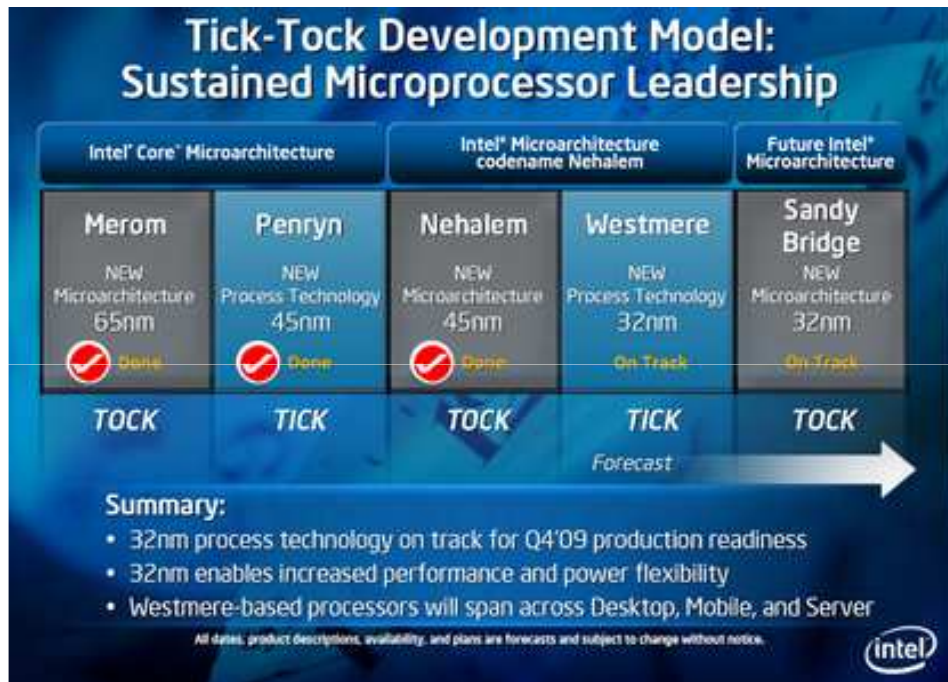 Tick-Tock Development Model:
Sustained Microprocessor Leadership
Intel® Core™ Microarchitecture
Intel® Microarchitecture
codename Nehalem
Future Intel®
Microarchitecture
Merom
NEW
Microarchitecture
65nm
Done
TOCK
Penryn
NEW
Process Technology
45nm
Done
TICK
Nehalem
NEW
Microarchitecture
45nm
Done
TOCK
Westmere
NEW
Process Technology
32nm
On Track
TICK
Sandy
Bridge
NEW
Microarchitecture
32nm
On Track
TOCK
Forecast
Summary:
• 32nm process technology on track for Q4'09 production readiness
• 32nm enables increased performance and power flexibility
• Westmere-based processors will span across Desktop, Mobile, and Server
All dates, product descriptions, availability, and plans are forecasts and subject to change without notice.
intel